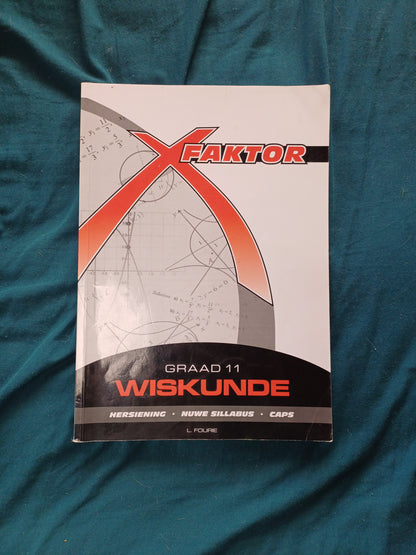 X FAKTOR
GRAAD 11
WISKUNDE
HERSIENING • NUWE SILLABUS • CAPS
L. FOURIE